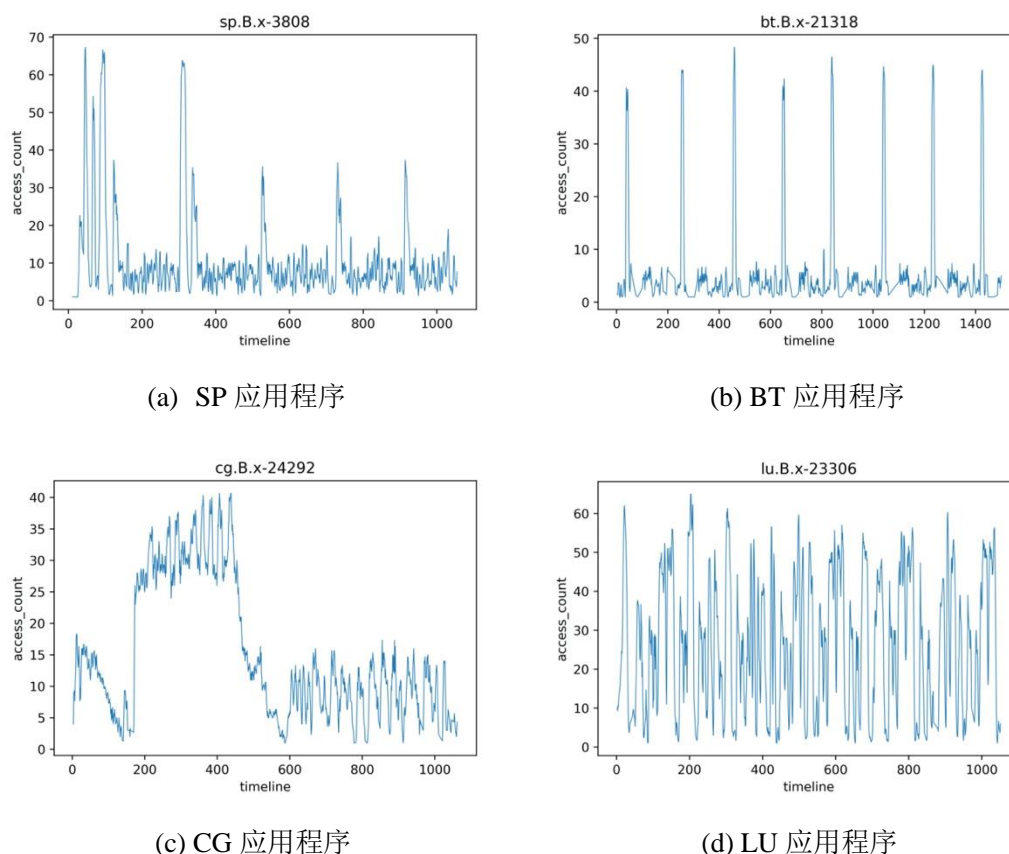 sp.B.x-3808
70
60
50
40
30
20
10
0
access_count
0 200 400 600 800 1000
timeline
(a) SP 应用程序
bt.B.x-21318
50
40
30
20
10
0
access_count
0 200 400 600 800 1000 1200 1400
timeline
(b) BT 应用程序
cg.B.x-24292
40
35
30
25
20
15
10
5
0
access_count
0 200 400 600 800 1000
timeline
(c) CG 应用程序
lu.B.x-23306
60
50
40
30
20
10
0
access_count
0 200 400 600 800 1000
timeline
(d) LU 应用程序